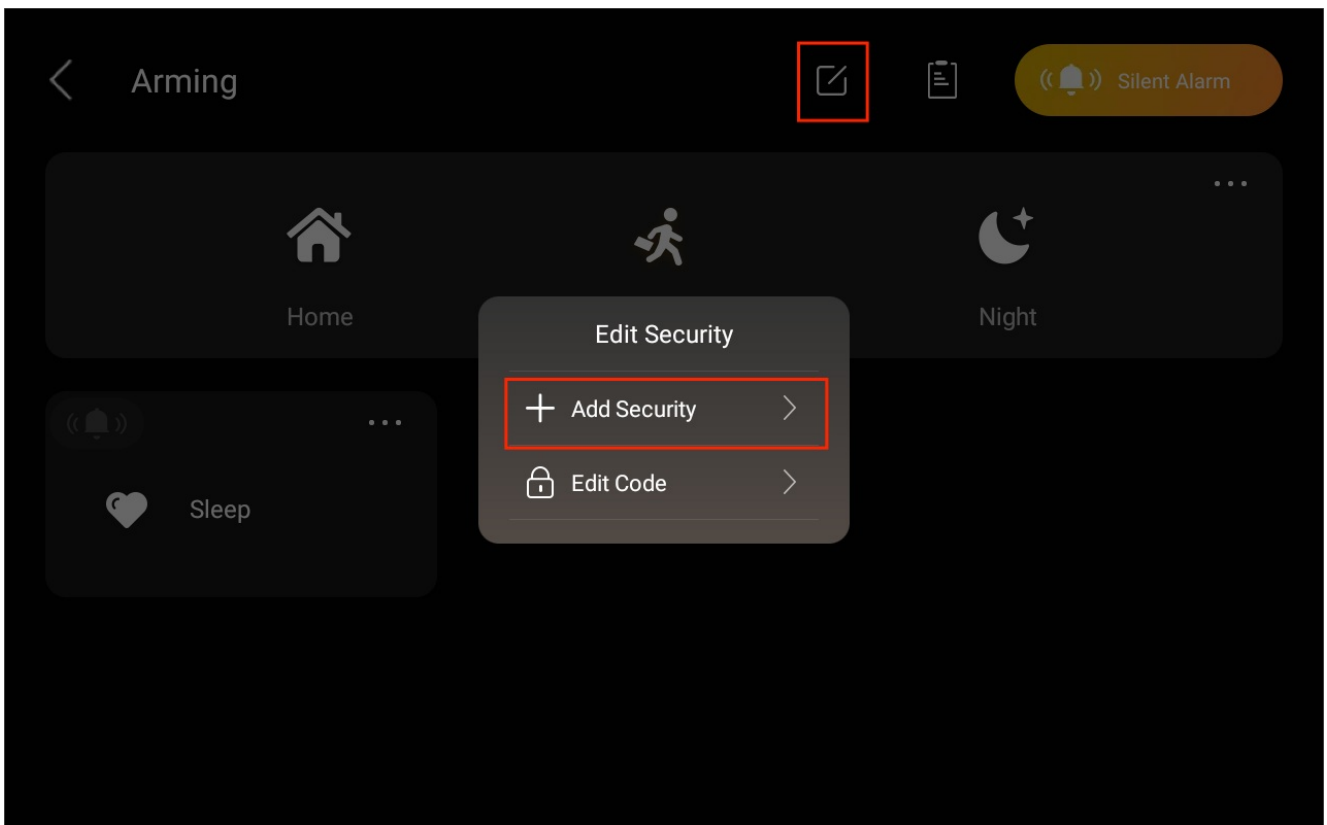 Arming
Silent Alarm
Home
Night
Edit Security
Add Security
Edit Code
Sleep